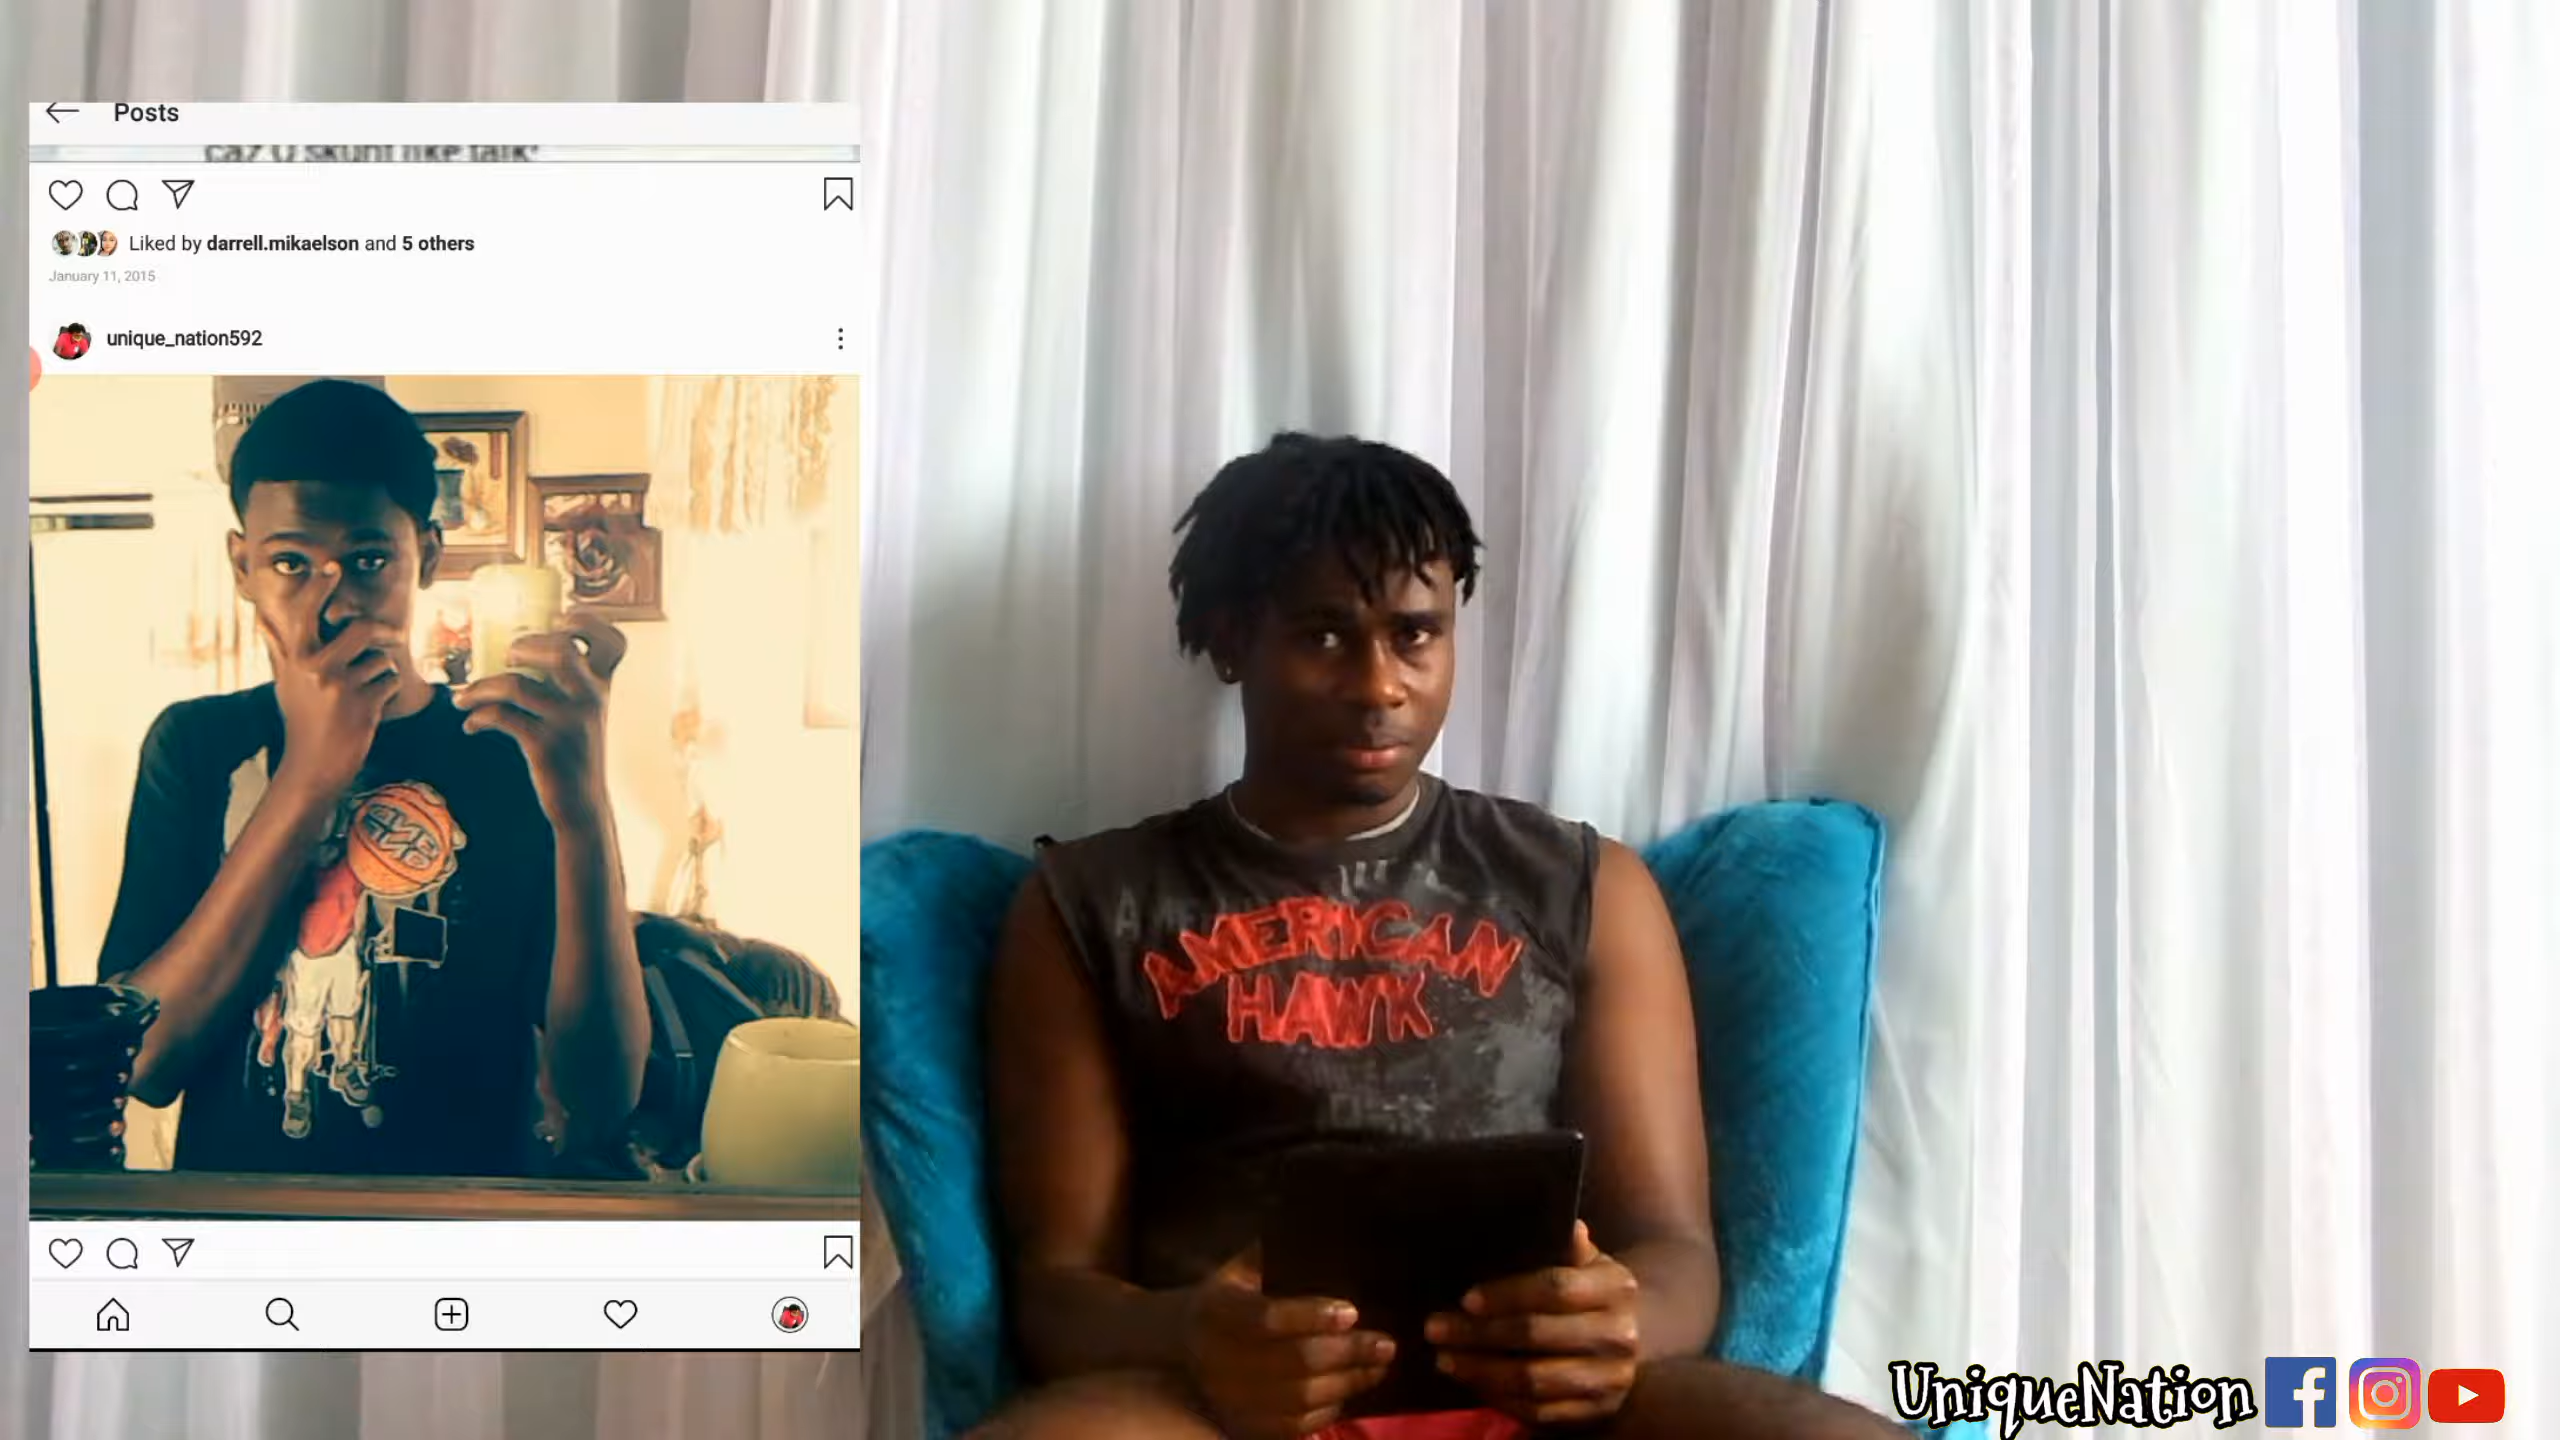 Posts
Liked by darrell.mikaelson and 5 others
January 11, 2015
unique_nation592
AMERICAN
HAWK
UniqueNation